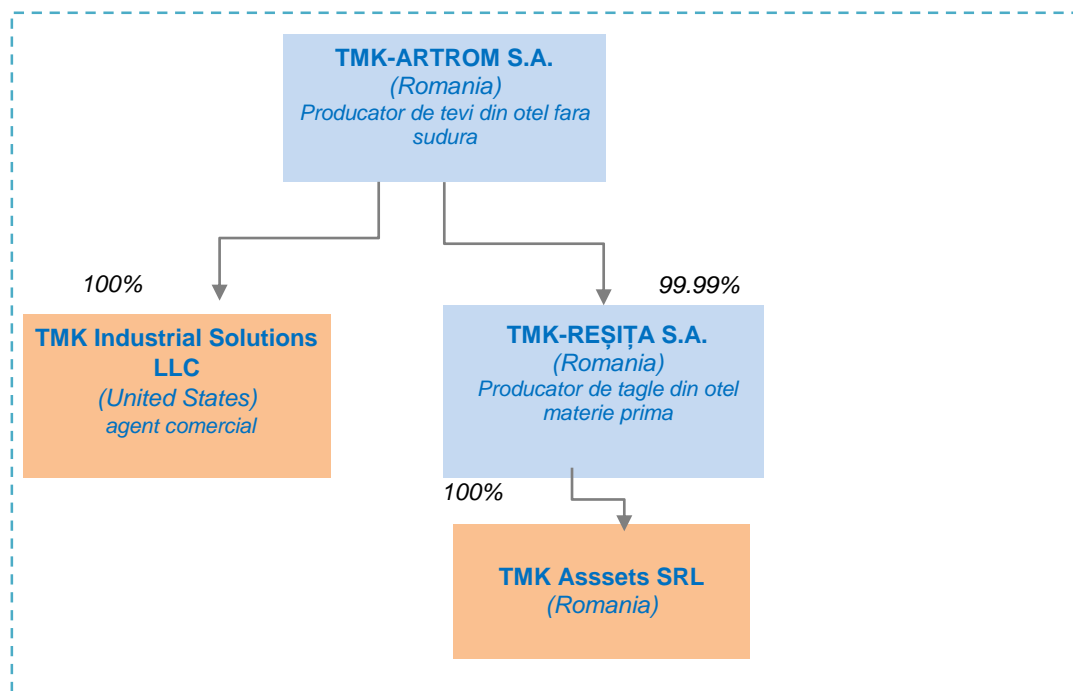 TMK-ARTROM S.A.
(Romania)
Producator de tevi din otel fara
sudura
100%
99.99%
TMK Industrial Solutions
LLC
(United States)
agent comercial
TMK-REȘIȚA S.A.
(Romania)
Producator de tagle din otel
materie prima
100%
TMK Asssets SRL
(Romania)